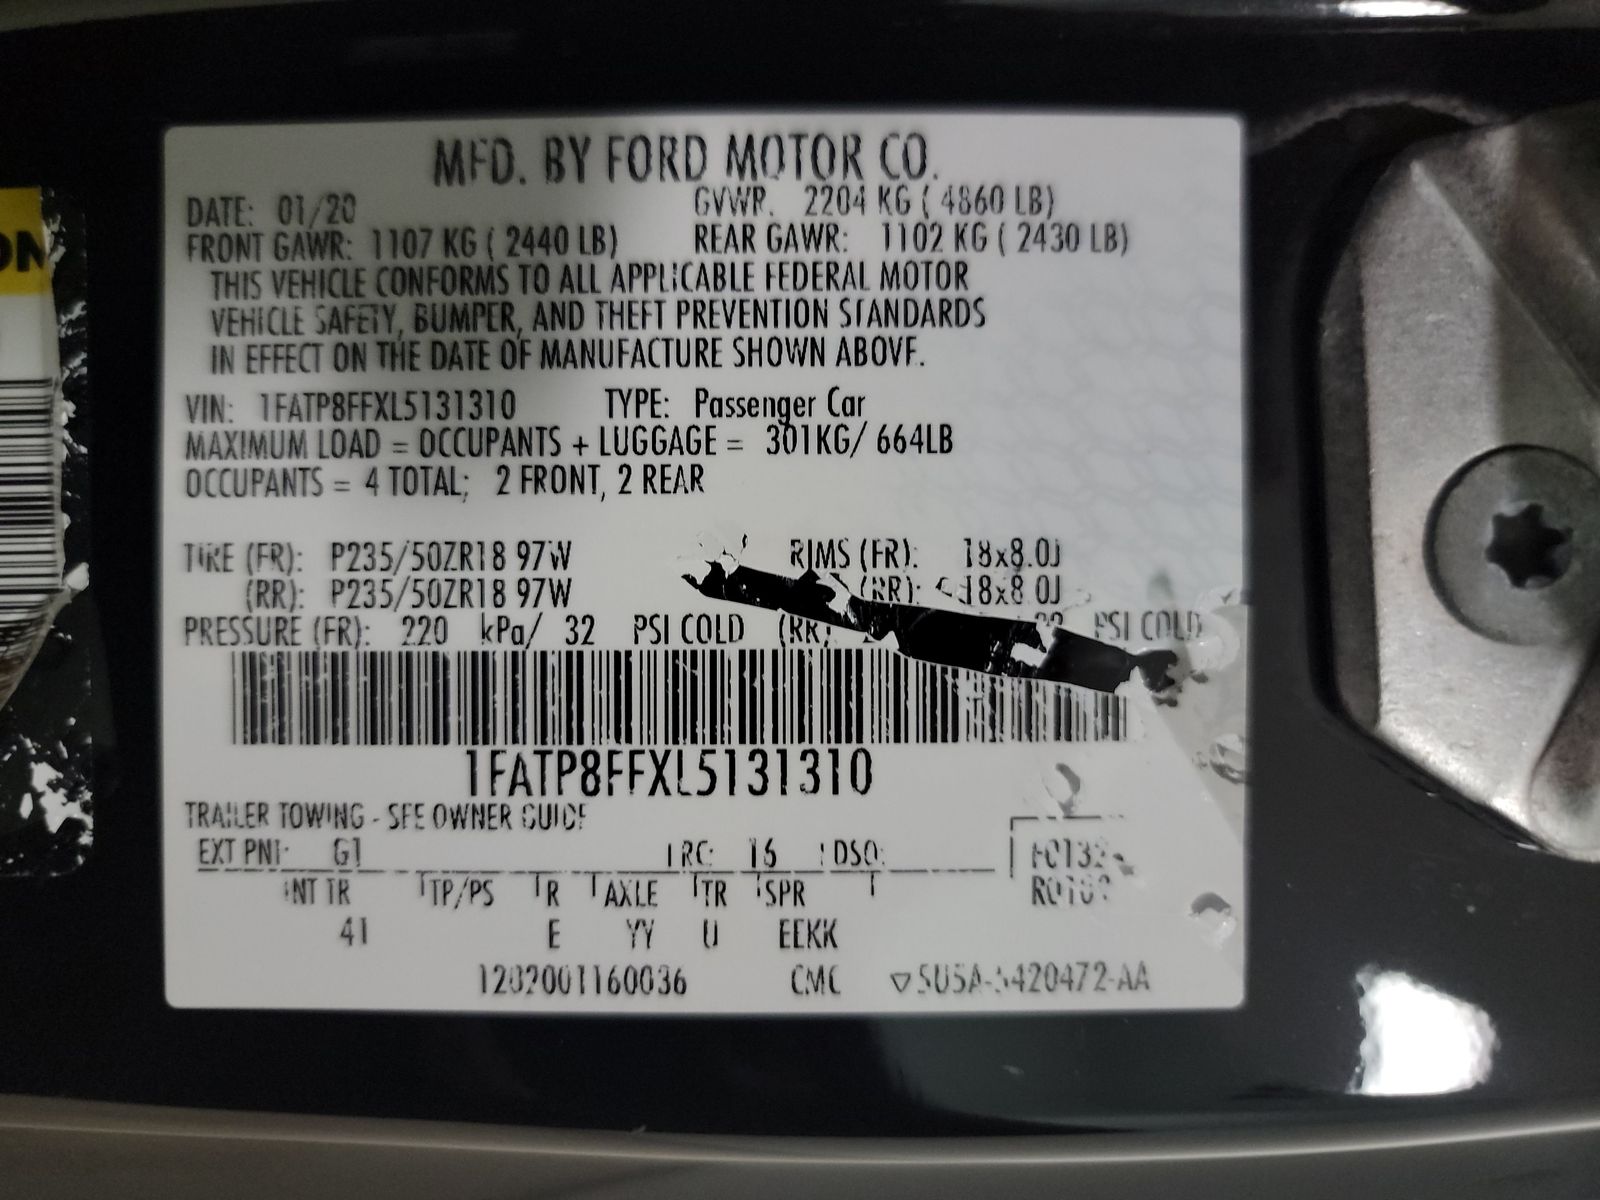 MFD. BY FORD MOTOR CO.
DATE: 01/20 GVWR. 2204 KG ( 4860 LB)
FRONT GAWR: 1107 KG ( 2440 LB) REAR GAWR: 1102 KG ( 2430 LB)
THIS VEHICLE CONFORMS TO ALL APPLICABLE FEDERAL MOTOR
VEHICLE SAFETY, BUMPER, AND THEFT PREVENTION STANDARDS
IN EFFECT ON THE DATE OF MANUFACTURE SHOWN ABOVE.
VIN: 1FATP8FFXL5131310 TYPE: Passenger Car
MAXIMUM LOAD = OCCUPANTS + LUGGAGE = 301KG/ 664LB
OCCUPANTS = 4 TOTAL; 2 FRONT, 2 REAR
TIRE (FR): P235/50ZR18 97W RIMS (FR): 18x8.0J
(RR): P235/50ZR18 97W (RR): 18x8.0J
PRESSURE (FR): 220 kPa/ 32 PSI COLD (RR): PSI COLD
1FATP8FFXL5131310
TRAILER TOWING - SEE OWNER GUIDE
EXT PNT: G1 RC: 16 DSO:
INT TR TP/PS R AXLE TR SPR
41 E YY U EEKK
1202001160036 CMC
ON